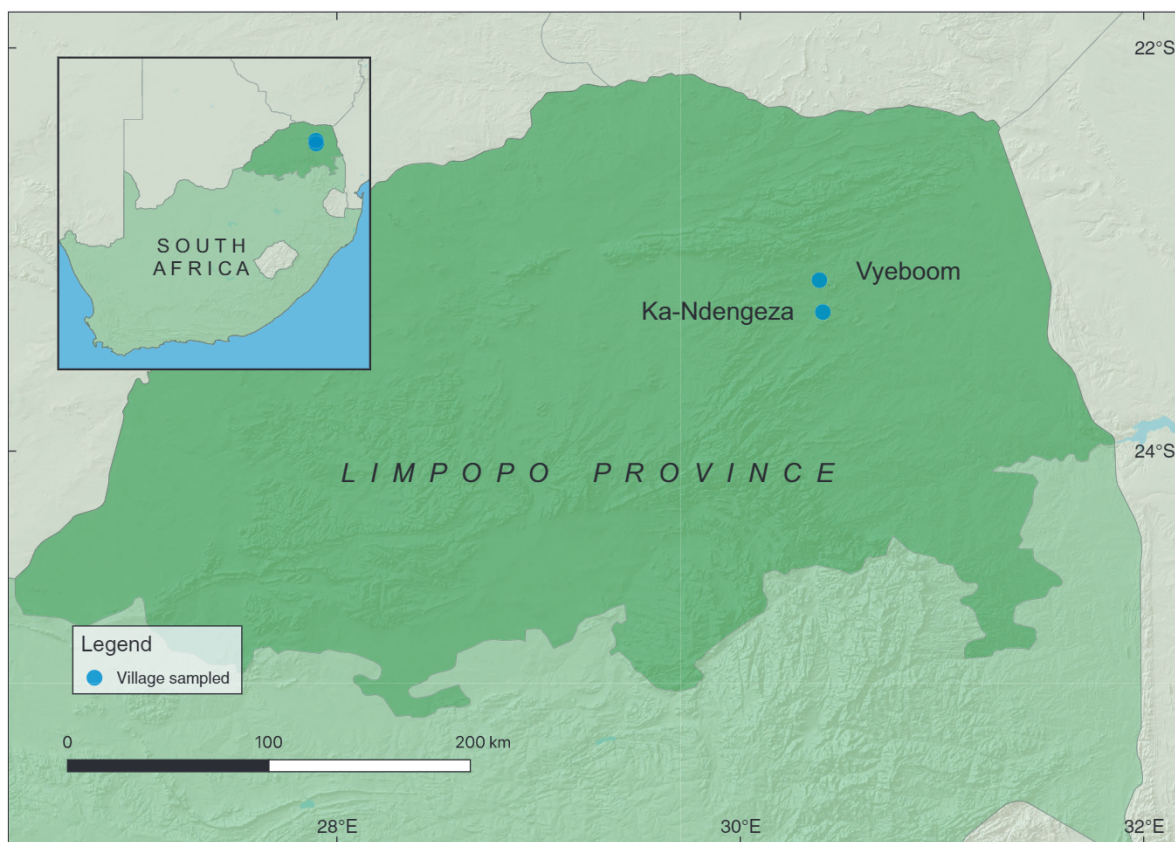 22°S
SOUTH
AFRICA
Vyeboom
Ka-Ndengeza
24°S
LIMPOPO PROVINCE
Legend
Village sampled
0 100 200 km
28°E 30°E 32°E